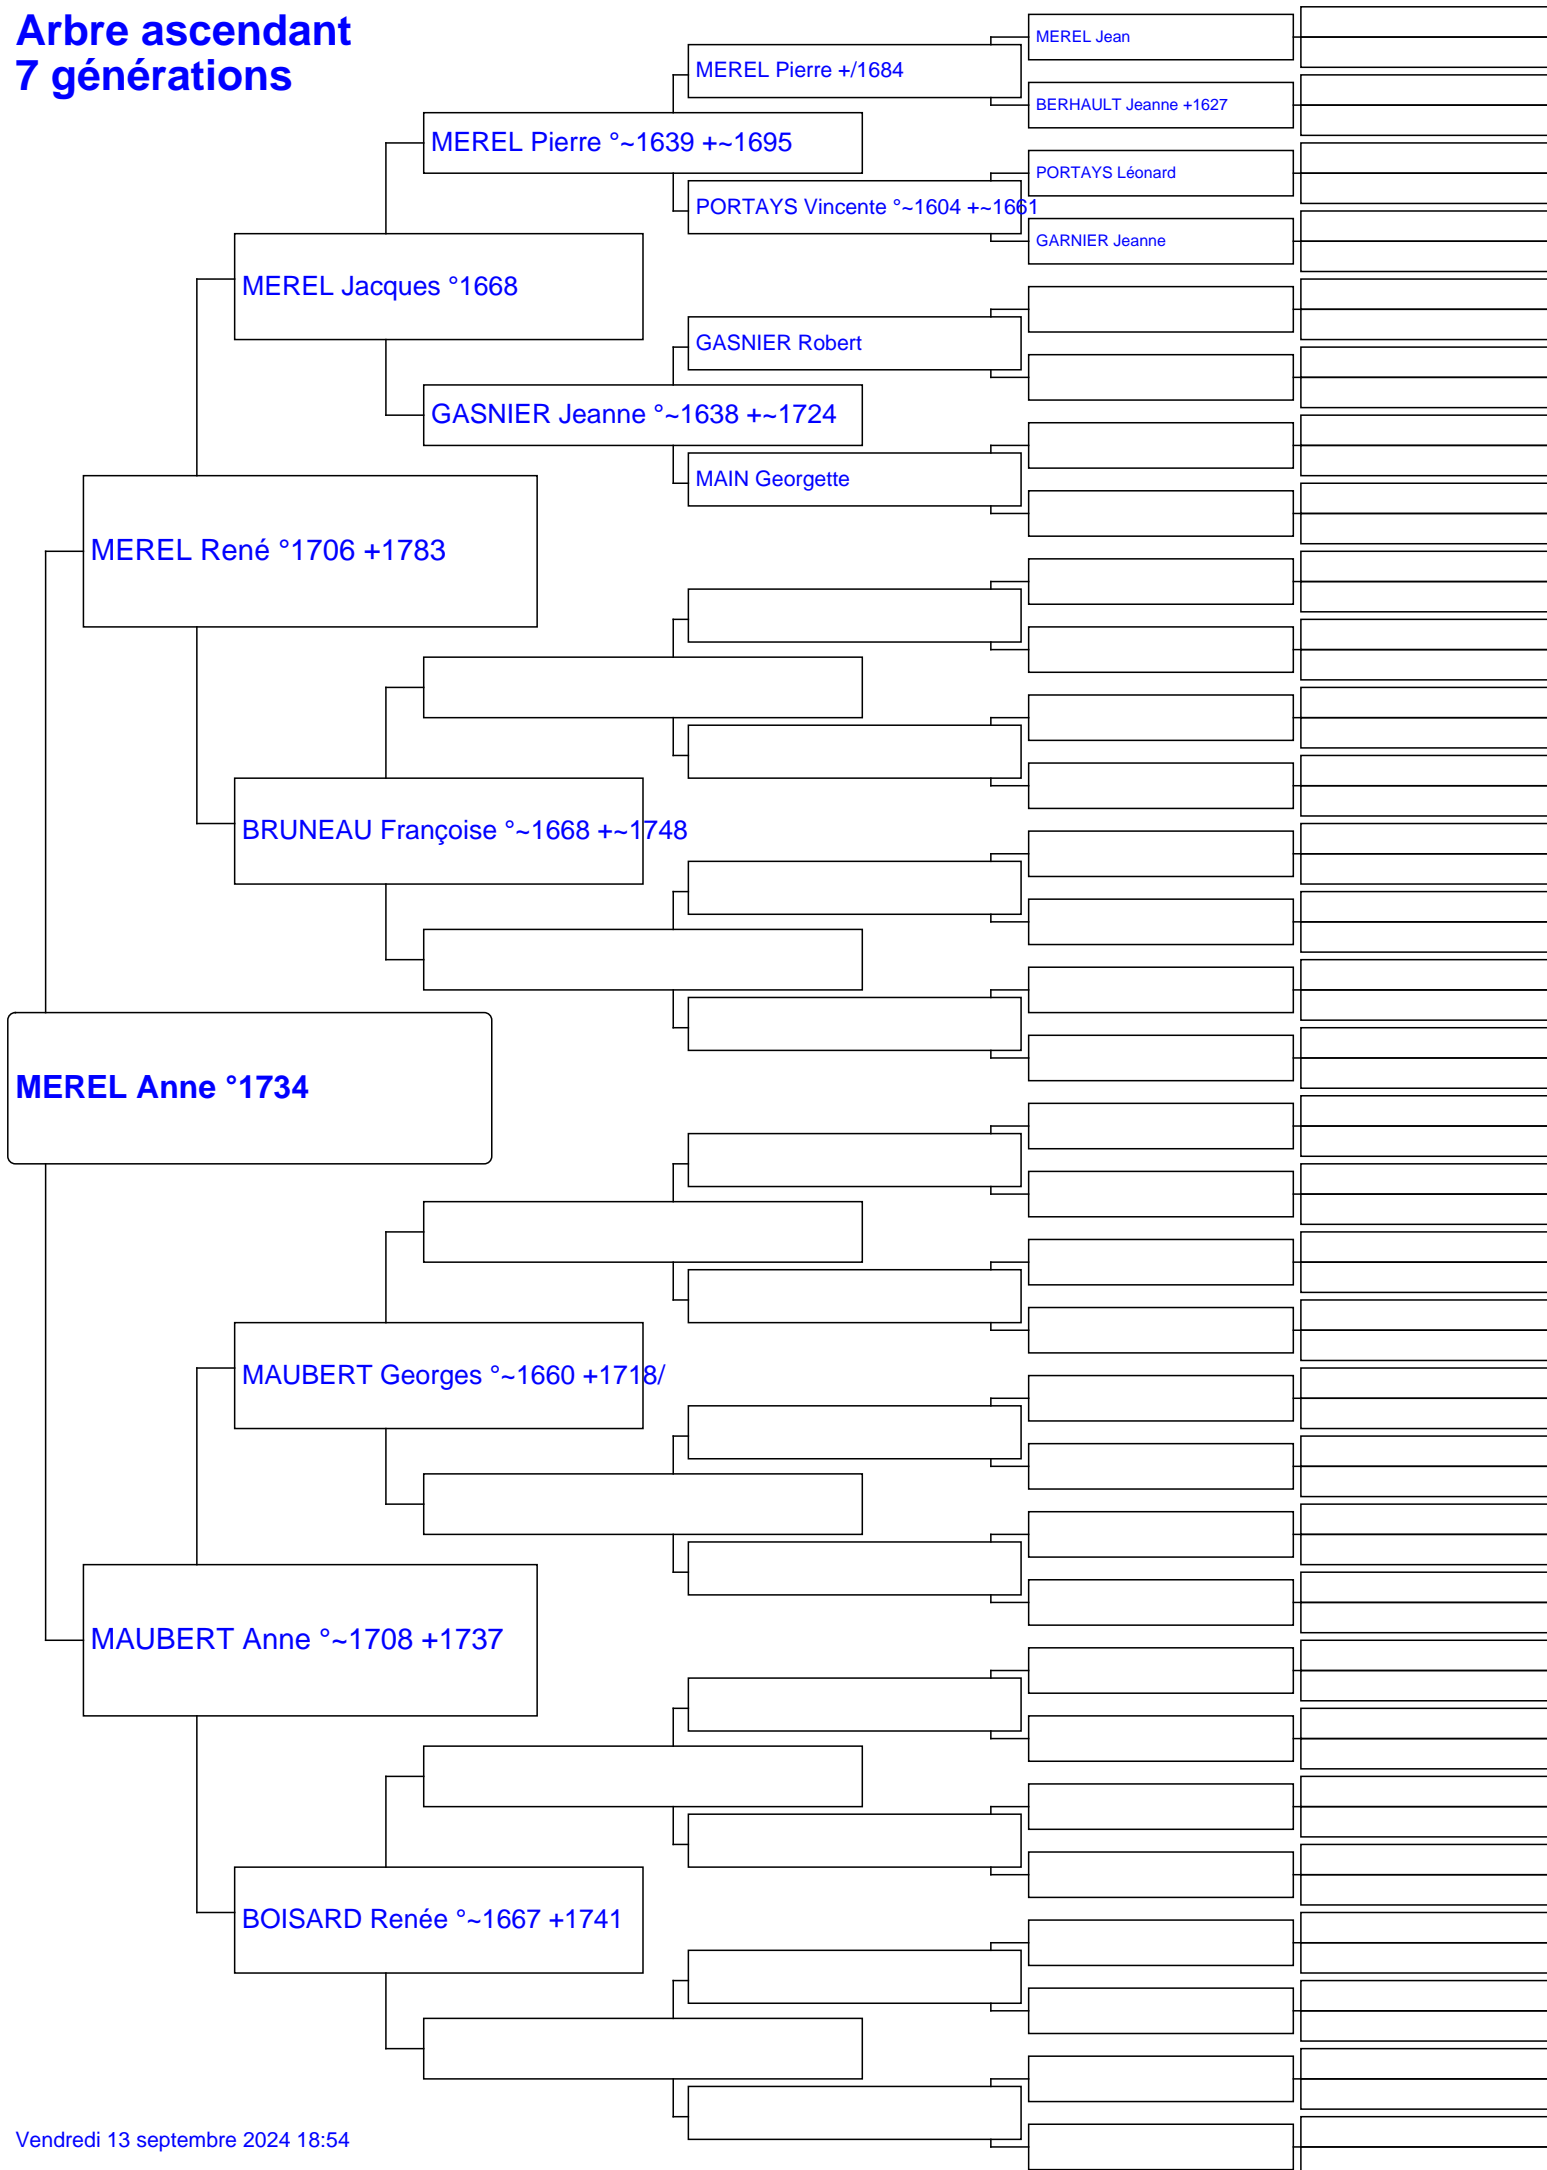 Arbre ascendant
7 générations
MEREL Jean
MEREL Pierre +/1684
BERHAULT Jeanne +1627
MEREL Pierre °~1639 +~1695
PORTAYS Léonard
PORTAYS Vincente °~1604 +~1661
GARNIER Jeanne
MEREL Jacques °1668
GASNIER Robert
GASNIER Jeanne °~1638 +~1724
MAIN Georgette
MEREL René °1706 +1783
BRUNEAU Françoise °~1668 +~1748
MEREL Anne °1734
MAUBERT Georges °~1660 +1718/
MAUBERT Anne °~1708 +1737
BOISARD Renée °~1667 +1741
Vendredi 13 septembre 2024 18:54